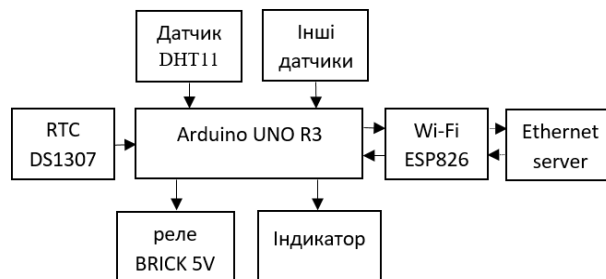 Датчик
DHT11
Інші
датчики
RTC
DS1307
Arduino UNO R3
Wi-Fi
ESP826
Ethernet
server
реле
BRICK 5V
Індикатор